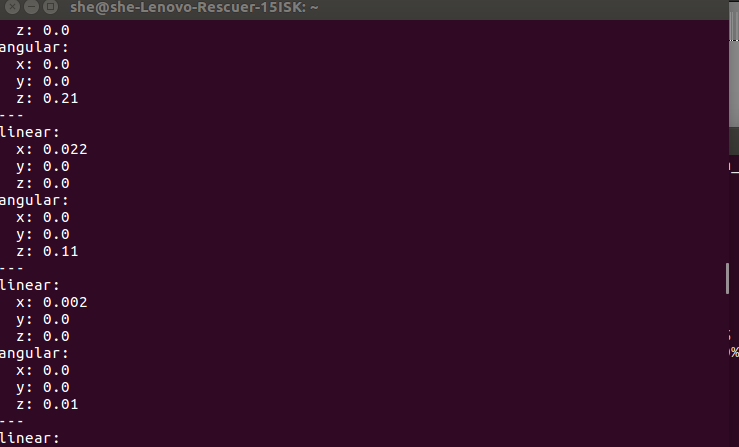 she@she-Lenovo-Rescuer-15ISK: ~
z: 0.0
angular:
x: 0.0
y: 0.0
z: 0.21
---
linear:
x: 0.022
y: 0.0
z: 0.0
angular:
x: 0.0
y: 0.0
z: 0.11
---
linear:
x: 0.002
y: 0.0
z: 0.0
angular:
x: 0.0
y: 0.0
z: 0.01
---
linear: